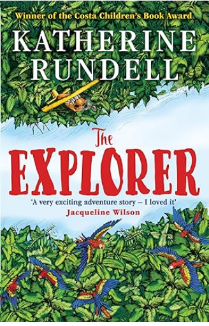 Winner of the Costa Children's Book Award
KATHERINE
RUNDELL
The
EXPLORER
'A very exciting adventure story – I loved it'
Jacqueline Wilson